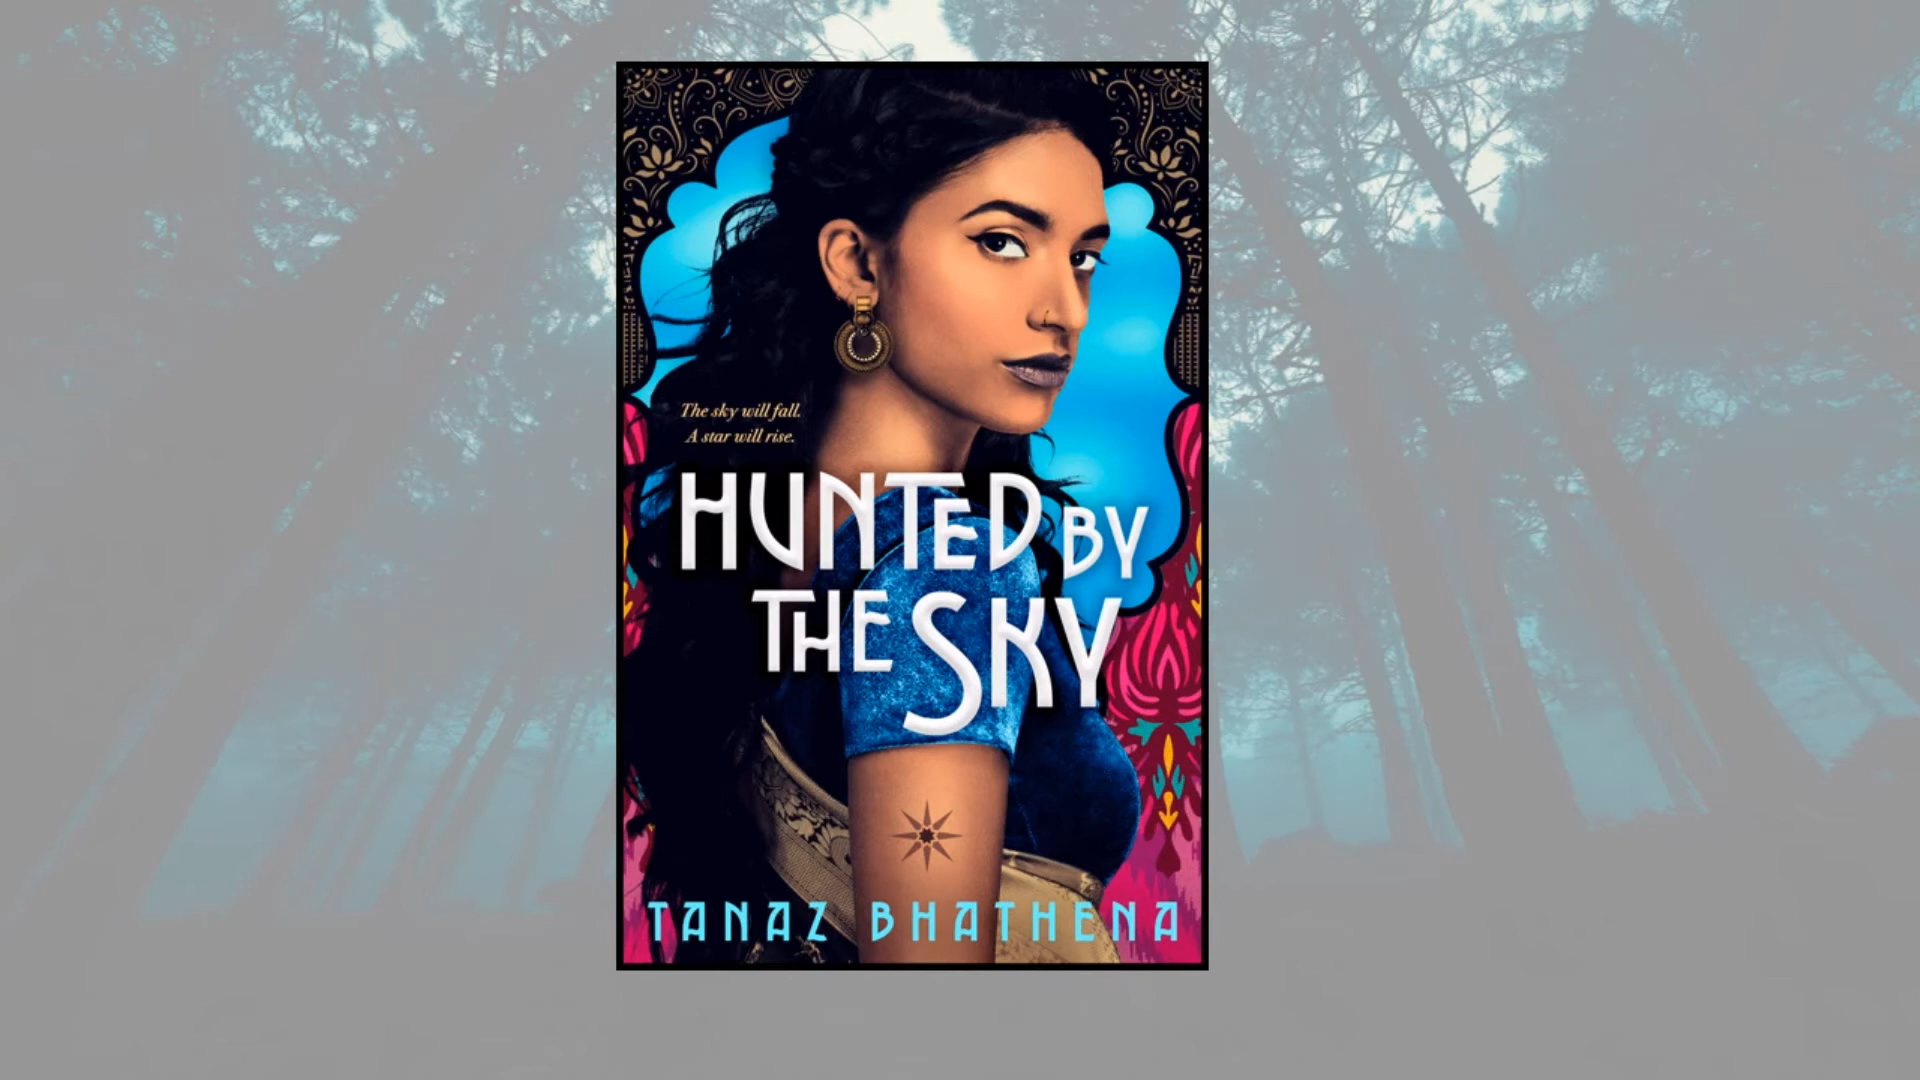 The sky will fall.
A star will rise.
HUNTED BY
THE SKY
TANAZ BHATHENA